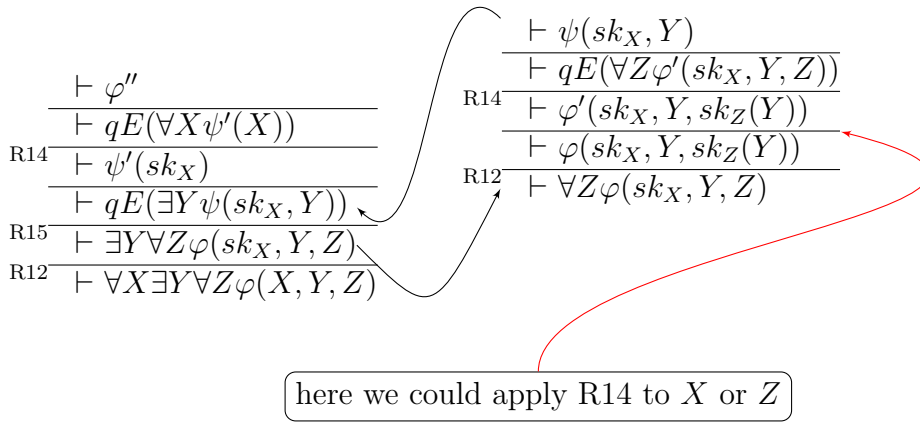 ⊢ φ′′
⊢ qE(∀Xψ′(X))
R14
⊢ ψ′(sk_X)
⊢ qE(∃Yψ(sk_X, Y))
R15
⊢ ∃Y∀Zφ(sk_X, Y, Z)
R12
⊢ ∀X∃Y∀Zφ(X, Y, Z)
⊢ ψ(sk_X, Y)
⊢ qE(∀Zφ′(sk_X, Y, Z))
R14
⊢ φ′(sk_X, Y, sk_Z(Y))
⊢ φ(sk_X, Y, sk_Z(Y))
R12
⊢ ∀Zφ(sk_X, Y, Z)
here we could apply R14 to X or Z